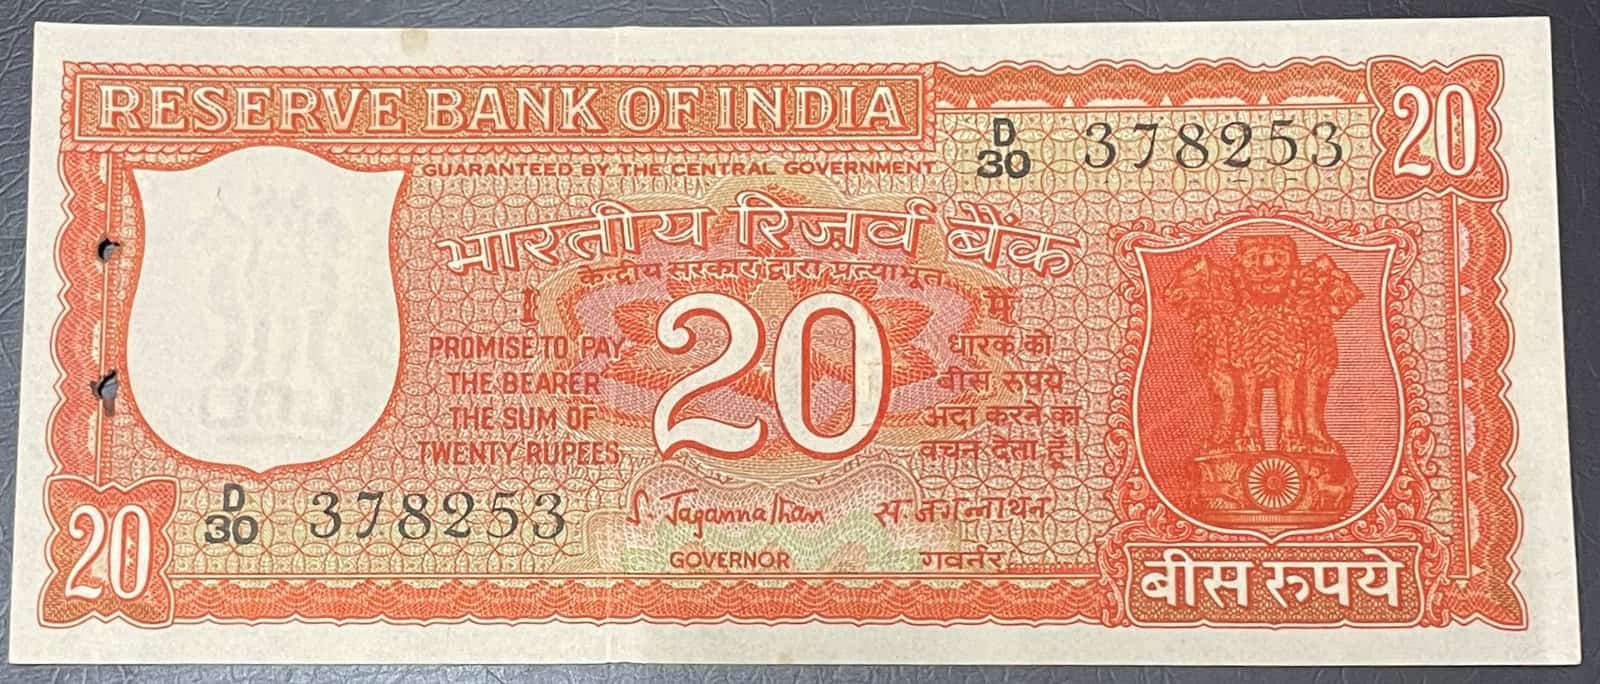 RESERVE BANK OF INDIA
20
D/30 378253
GUARANTEED BY THE CENTRAL GOVERNMENT
भारतीय रिज़र्व बैंक
केन्द्रीय सरकार द्वारा प्रत्याभूत
I
PROMISE TO PAY
THE BEARER
THE SUM OF
TWENTY RUPEES
20
मैं
धारक को
बीस रुपये
अदा करने का
वचन देता हूँ।
D/30 378253
S. Jagannathan
स. जगन्नाथन
GOVERNOR
गवर्नर
20
बीस रुपये